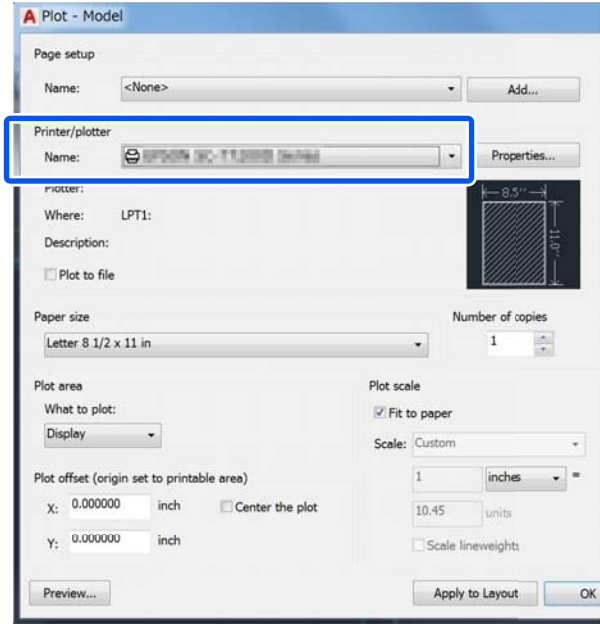 A Plot - Model
Page setup
Name: <None> Add...
Printer/plotter
Name: Properties...
Plotter:
8.5''
Where: LPT1:
11.0''
Description:
Plot to file
Paper size Number of copies
Letter 8 1/2 x 11 in 1
Plot area Plot scale
What to plot: Fit to paper
Display Scale: Custom
Plot offset (origin set to printable area) 1 inches =
X: 0.000000 inch Center the plot 10.45 units
Y: 0.000000 inch Scale lineweights
Preview... Apply to Layout OK